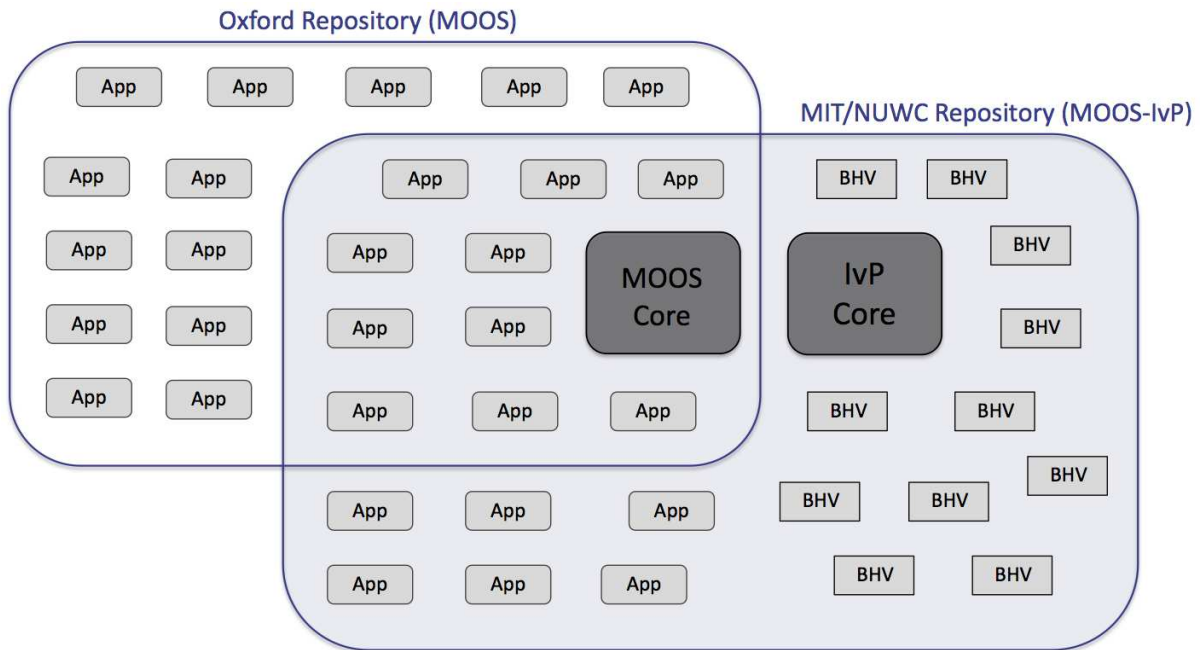 Oxford Repository (MOOS)
App App App App App
MIT/NUWC Repository (MOOS-IvP)
App App App App App BHV BHV
App App App App BHV
MOOS
Core
IvP
Core
App App App App BHV
App App App App App BHV BHV
BHV
App App App BHV BHV
App App App BHV BHV